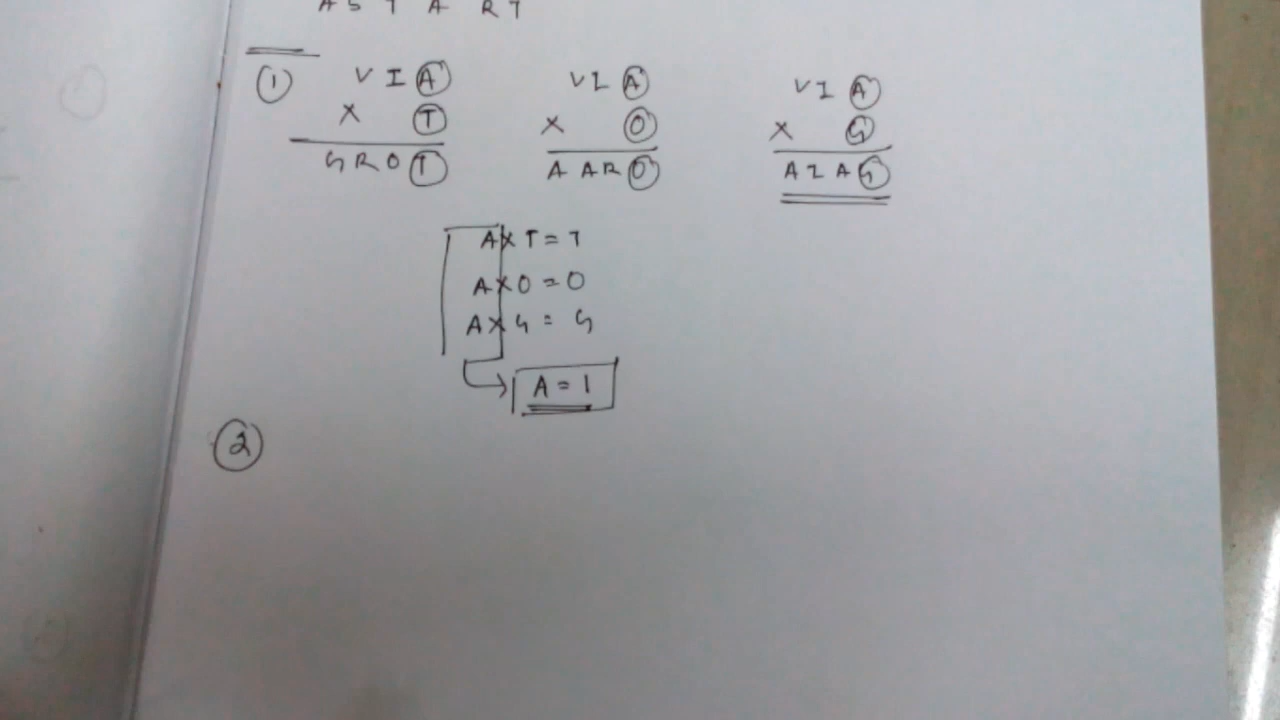 A S T A R T
1 V I A V I A V I A
X T X O X G
G R O T A A R O A I A G
A X T = T
A X O = O
A X G = G
A = 1
2